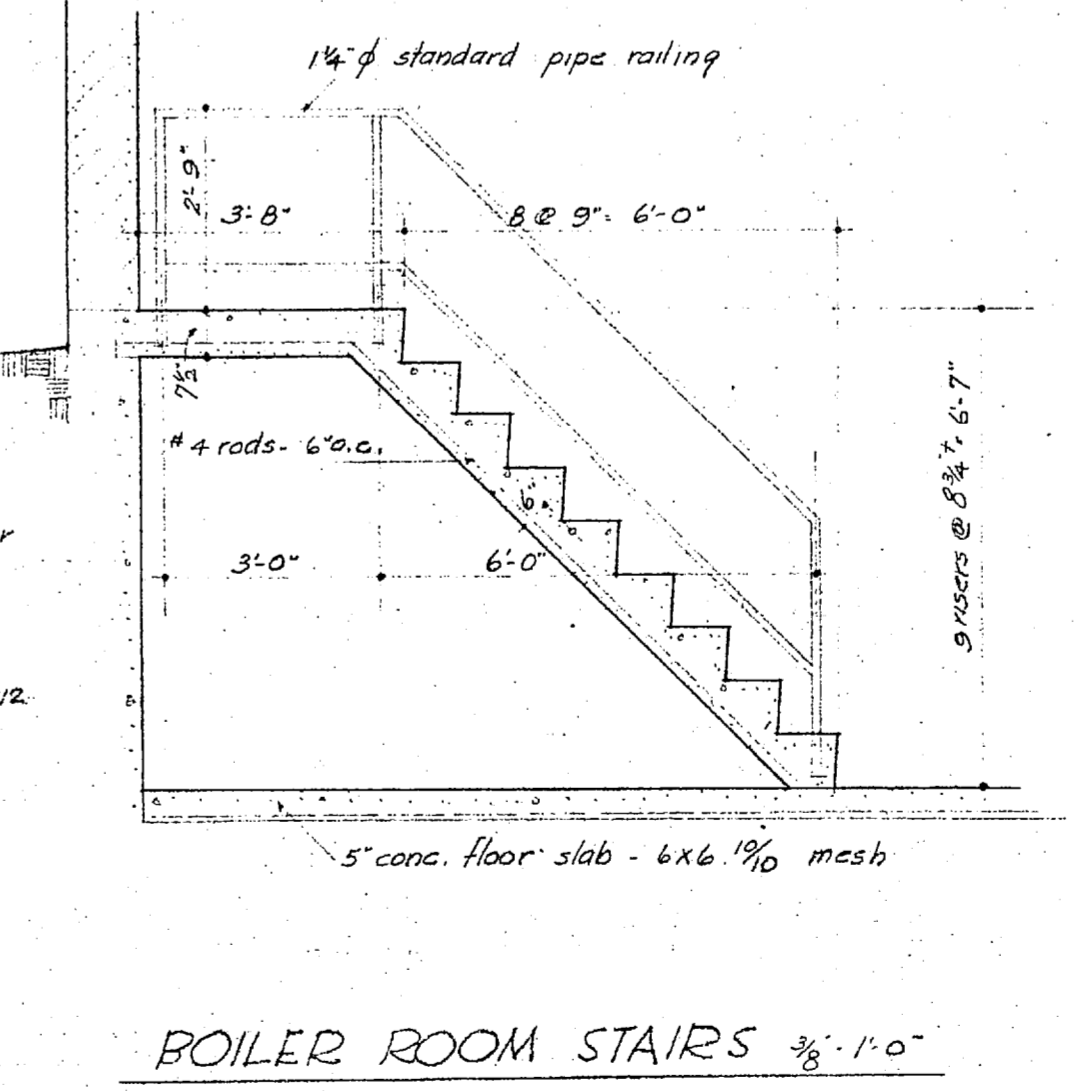 1¼" ϕ standard pipe railing
2'-9"
3'-8"
8 @ 9" = 6'-0"
7½"
#4 rods - 6" o.c.
6"
3'-0"
6'-0"
9 risers @ 8¾"± = 6'-7"
r
12
5" conc. floor slab - 6x6 10/10 mesh
BOILER ROOM STAIRS 3/8" - 1'-0"